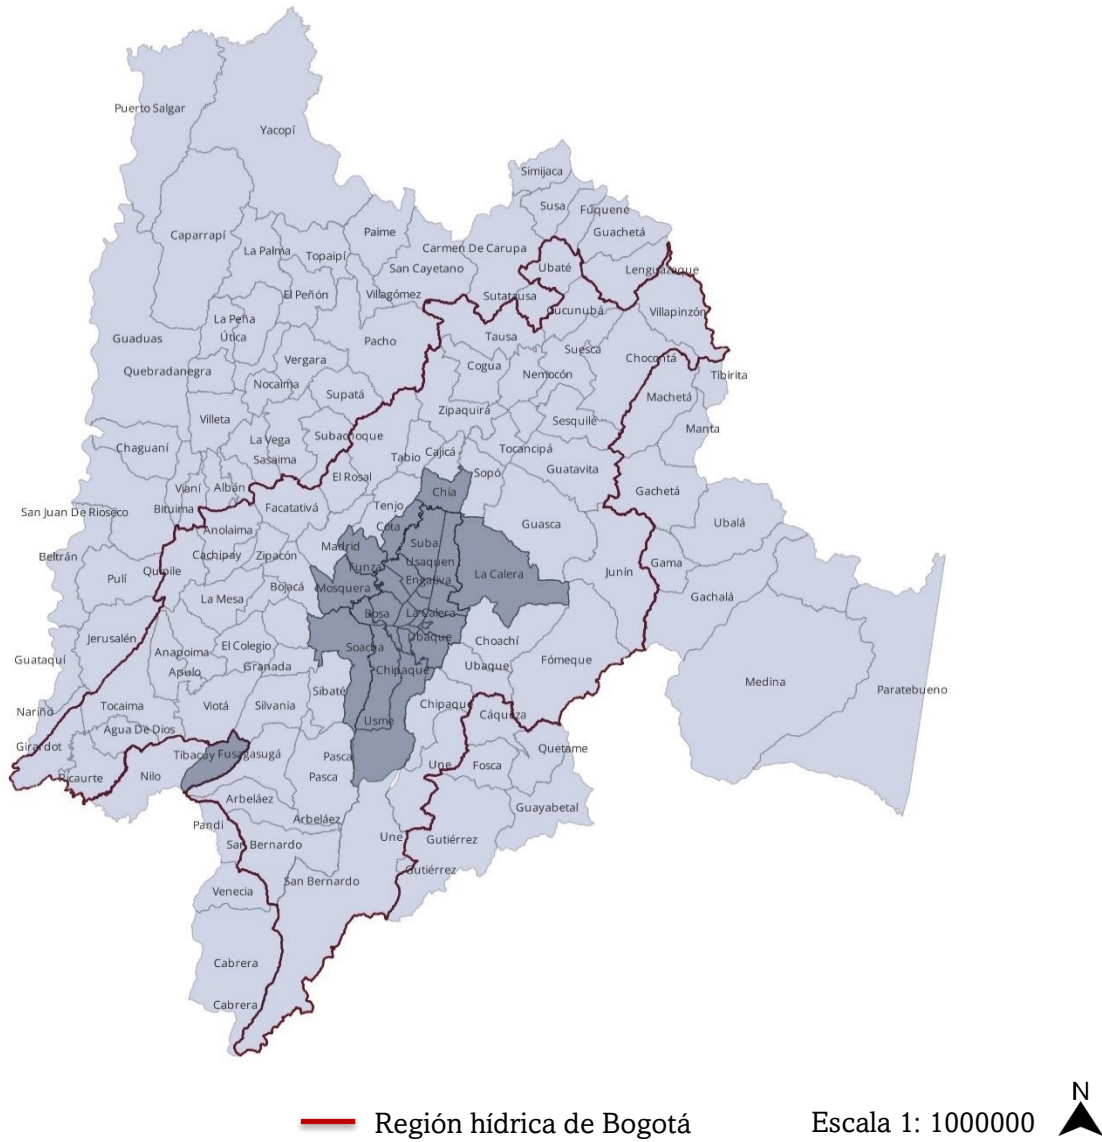 Puerto Salgar
Yacopí
Simijaca
Susa
Fúquene
Caparrapí
Paime
Guachetá
La Palma
Topaipí
Carmen De Carupa
San Cayetano
Ubaté
Lenguazaque
El Peñón
Villagómez
Sutatausa
Cucunubá
Villapinzón
La Peña
Guaduas
Útica
Pacho
Tausa
Suesca
Chocontá
Vergara
Cogua
Nemocón
Quebradanegra
Tibirita
Nocaima
Supatá
Machetá
Zipaquirá
Villeta
Sesquilé
Manta
La Vega
Subachoque
Chaguaní
Tocancipá
Sasaima
Tabio
Cajicá
Guatavita
Sopó
El Rosal
Vianí
Albán
Chía
Gachetá
Bituima
Facatativá
Tenjo
San Juan De Rioseco
Cota
Guasca
Ubalá
Anolaima
Madrid
Suba
Beltrán
Cachipay
Zipacón
Usaquen
Gama
Quipile
Funza
Junín
Pulí
Engativa
La Calera
Bojacá
Mosquera
Gachalá
La Mesa
Bosa
La Calera
Jerusalén
Ubaque
Choachí
El Colegio
Soacha
Anapoima
Guataquí
Granada
Ubaque
Fómeque
Apulo
Chipaque
Medina
Paratebueno
Sibaté
Tocaima
Viotá
Silvania
Chipaque
Nariño
Cáqueza
Usme
Agua De Dios
Girardot
Tibacuy
Fusagasugá
Pasca
Quetame
Une
Fosca
Ricaurte
Nilo
Pasca
Arbeláez
Guayabetal
Pandi
Arbeláez
Une
Gutiérrez
San Bernardo
Gutiérrez
San Bernardo
Venecia
Cabrera
Cabrera
Región hídrica de Bogotá
Escala 1: 1000000
N